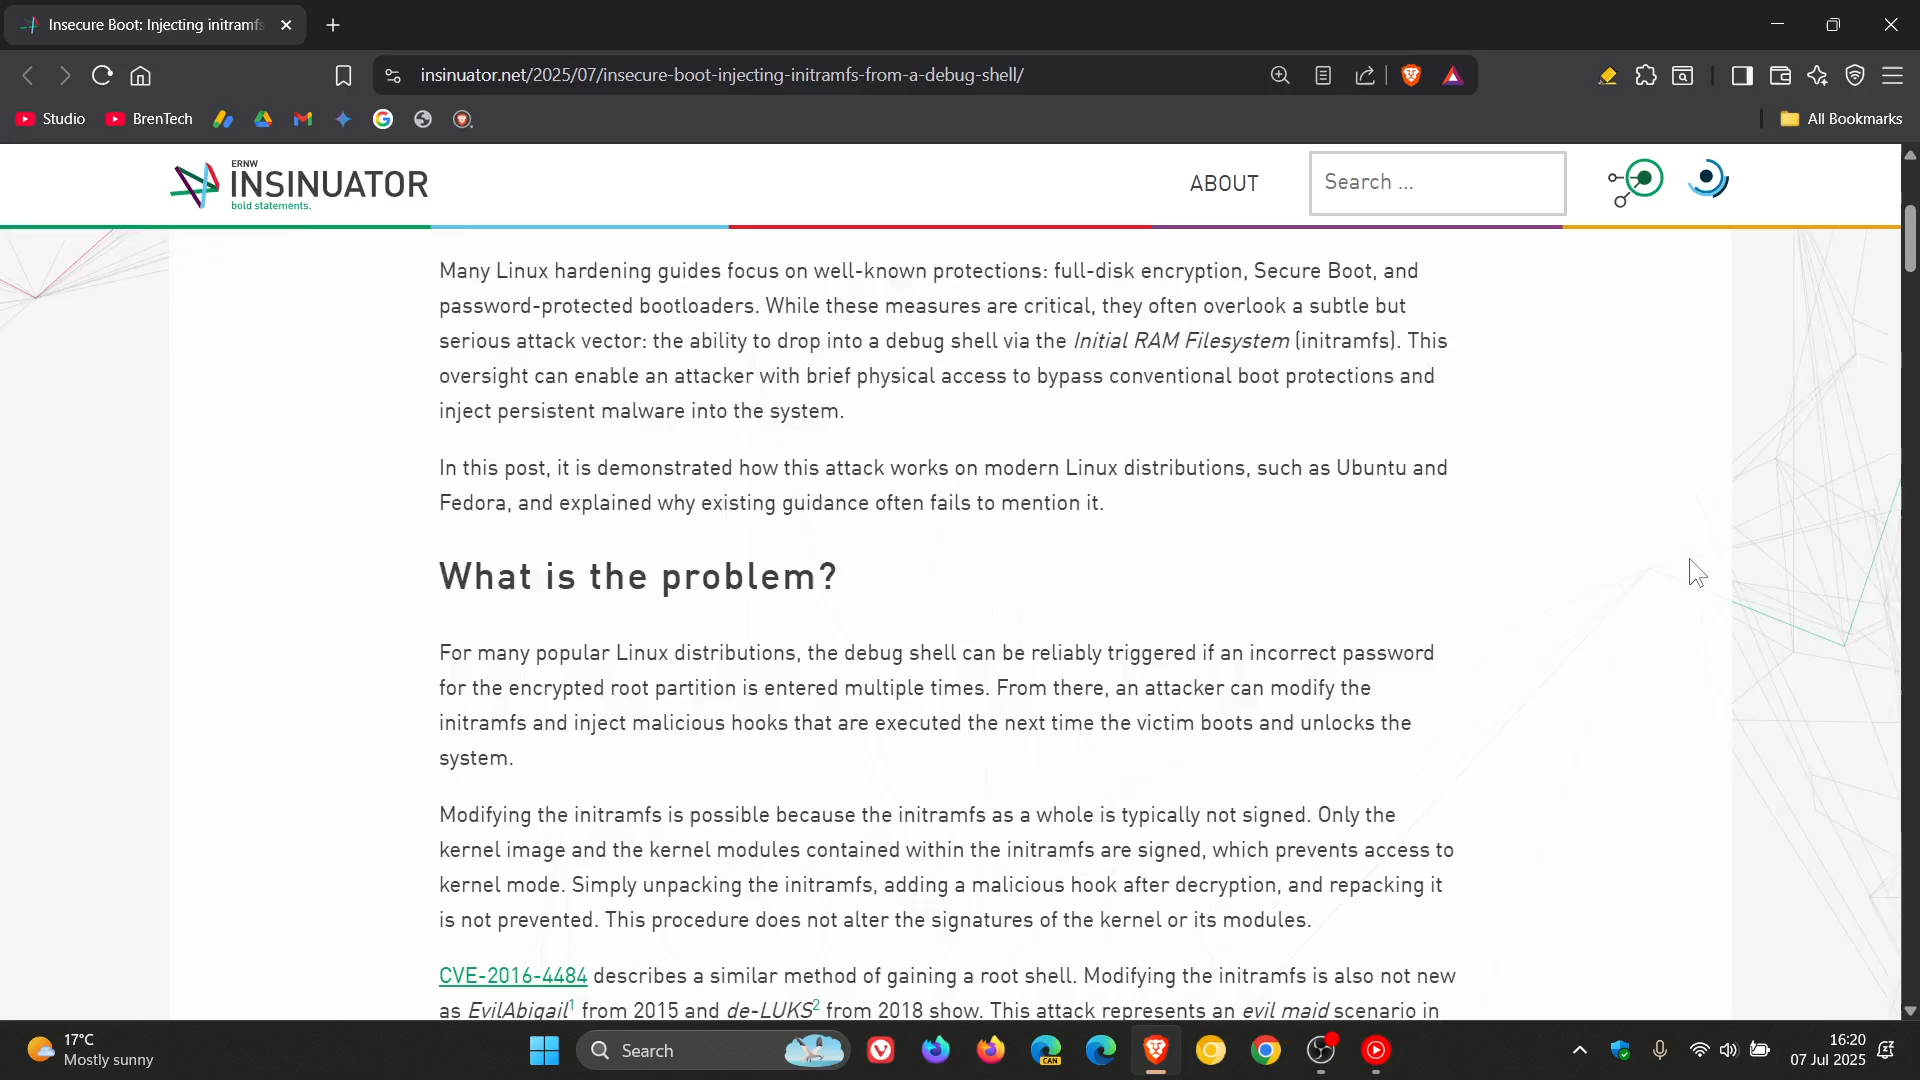 Insecure Boot: Injecting initramfs
insinuator.net/2025/07/insecure-boot-injecting-initramfs-from-a-debug-shell/
Studio
BrenTech
All Bookmarks
ERNW
INSINUATOR
bold statements.
ABOUT
Search ...
Many Linux hardening guides focus on well-known protections: full-disk encryption, Secure Boot, and
password-protected bootloaders. While these measures are critical, they often overlook a subtle but
serious attack vector: the ability to drop into a debug shell via the Initial RAM Filesystem (initramfs). This
oversight can enable an attacker with brief physical access to bypass conventional boot protections and
inject persistent malware into the system.
In this post, it is demonstrated how this attack works on modern Linux distributions, such as Ubuntu and
Fedora, and explained why existing guidance often fails to mention it.
What is the problem?
For many popular Linux distributions, the debug shell can be reliably triggered if an incorrect password
for the encrypted root partition is entered multiple times. From there, an attacker can modify the
initramfs and inject malicious hooks that are executed the next time the victim boots and unlocks the
system.
Modifying the initramfs is possible because the initramfs as a whole is typically not signed. Only the
kernel image and the kernel modules contained within the initramfs are signed, which prevents access to
kernel mode. Simply unpacking the initramfs, adding a malicious hook after decryption, and repacking it
is not prevented. This procedure does not alter the signatures of the kernel or its modules.
CVE-2016-4484 describes a similar method of gaining a root shell. Modifying the initramfs is also not new
as EvilAbigail1 from 2015 and de-LUKS2 from 2018 show. This attack represents an evil maid scenario in
17°C
Mostly sunny
Search
CAN
16:20
07 Jul 2025